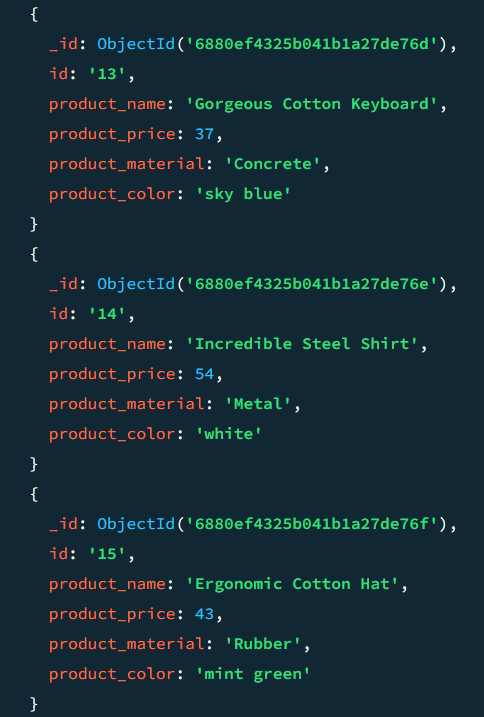 {
_id: ObjectId('6880ef4325b041b1a27de76d'),
id: '13',
product_name: 'Gorgeous Cotton Keyboard',
product_price: 37,
product_material: 'Concrete',
product_color: 'sky blue'
}
{
_id: ObjectId('6880ef4325b041b1a27de76e'),
id: '14',
product_name: 'Incredible Steel Shirt',
product_price: 54,
product_material: 'Metal',
product_color: 'white'
}
{
_id: ObjectId('6880ef4325b041b1a27de76f'),
id: '15',
product_name: 'Ergonomic Cotton Hat',
product_price: 43,
product_material: 'Rubber',
product_color: 'mint green'
}